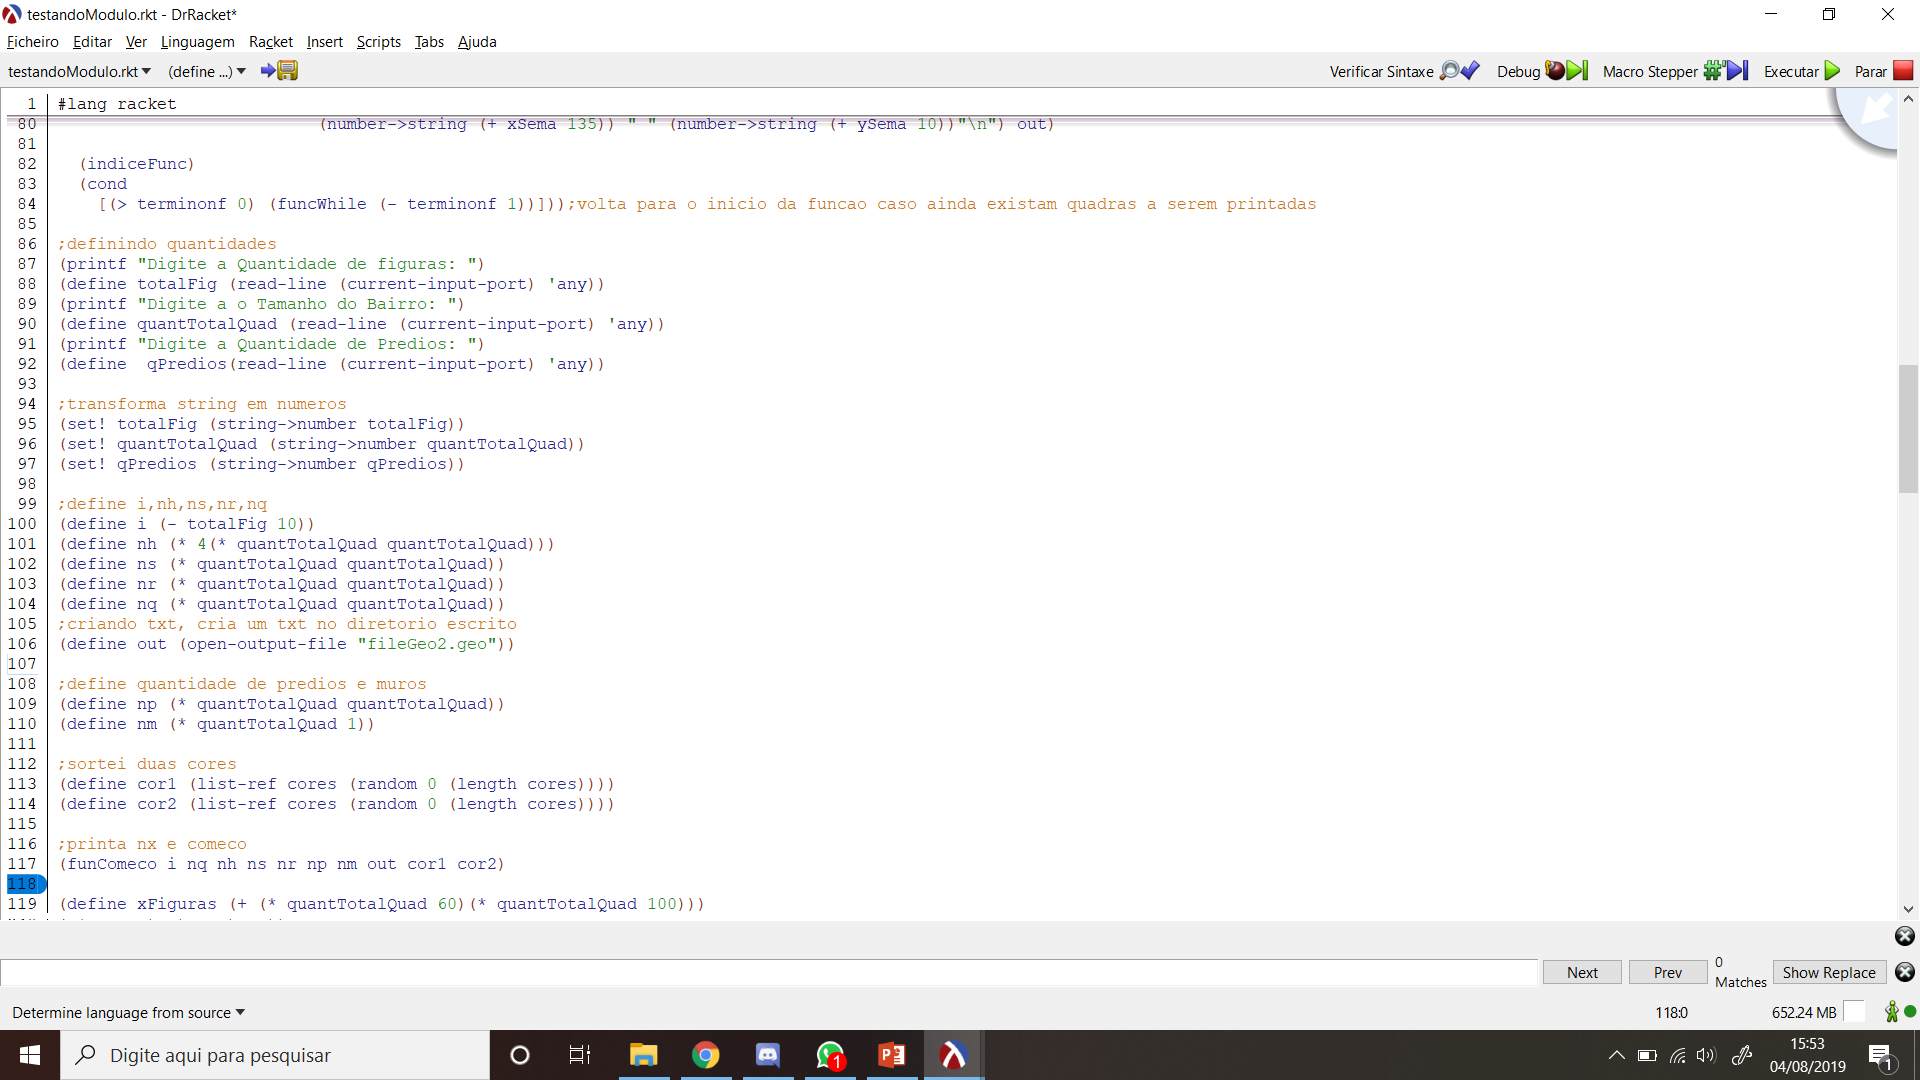 testandoModulo.rkt - DrRacket*
Ficheiro Editar Ver Linguagem Racket Insert Scripts Tabs Ajuda
testandoModulo.rkt (define ...) Verificar Sintaxe Debug Macro Stepper Executar Parar
1 #lang racket
80 (number->string (+ xSema 135)) " " (number->string (+ ySema 10))"\n") out)
81
82 (indiceFunc)
83 (cond
84 [(> terminonf 0) (funcWhile (- terminonf 1))]));volta para o inicio da funcao caso ainda existam quadras a serem printadas
85
86 ;definindo quantidades
87 (printf "Digite a Quantidade de figuras: ")
88 (define totalFig (read-line (current-input-port) 'any))
89 (printf "Digite a o Tamanho do Bairro: ")
90 (define quantTotalQuad (read-line (current-input-port) 'any))
91 (printf "Digite a Quantidade de Predios: ")
92 (define  qPredios(read-line (current-input-port) 'any))
93
94 ;transforma string em numeros
95 (set! totalFig (string->number totalFig))
96 (set! quantTotalQuad (string->number quantTotalQuad))
97 (set! qPredios (string->number qPredios))
98
99 ;define i,nh,ns,nr,nq
100 (define i (- totalFig 10))
101 (define nh (* 4(* quantTotalQuad quantTotalQuad)))
102 (define ns (* quantTotalQuad quantTotalQuad))
103 (define nr (* quantTotalQuad quantTotalQuad))
104 (define nq (* quantTotalQuad quantTotalQuad))
105 ;criando txt, cria um txt no diretorio escrito
106 (define out (open-output-file "fileGeo2.geo"))
107
108 ;define quantidade de predios e muros
109 (define np (* quantTotalQuad quantTotalQuad))
110 (define nm (* quantTotalQuad 1))
111
112 ;sortei duas cores
113 (define cor1 (list-ref cores (random 0 (length cores))))
114 (define cor2 (list-ref cores (random 0 (length cores))))
115
116 ;printa nx e comeco
117 (funComeco i nq nh ns nr np nm out cor1 cor2)
118
119 (define xFiguras (+ (* quantTotalQuad 60)(* quantTotalQuad 100)))
Next Prev 0 Matches Show Replace
Determine language from source 118:0 652.24 MB
Digite aqui para pesquisar 1 15:53
04/08/2019 1